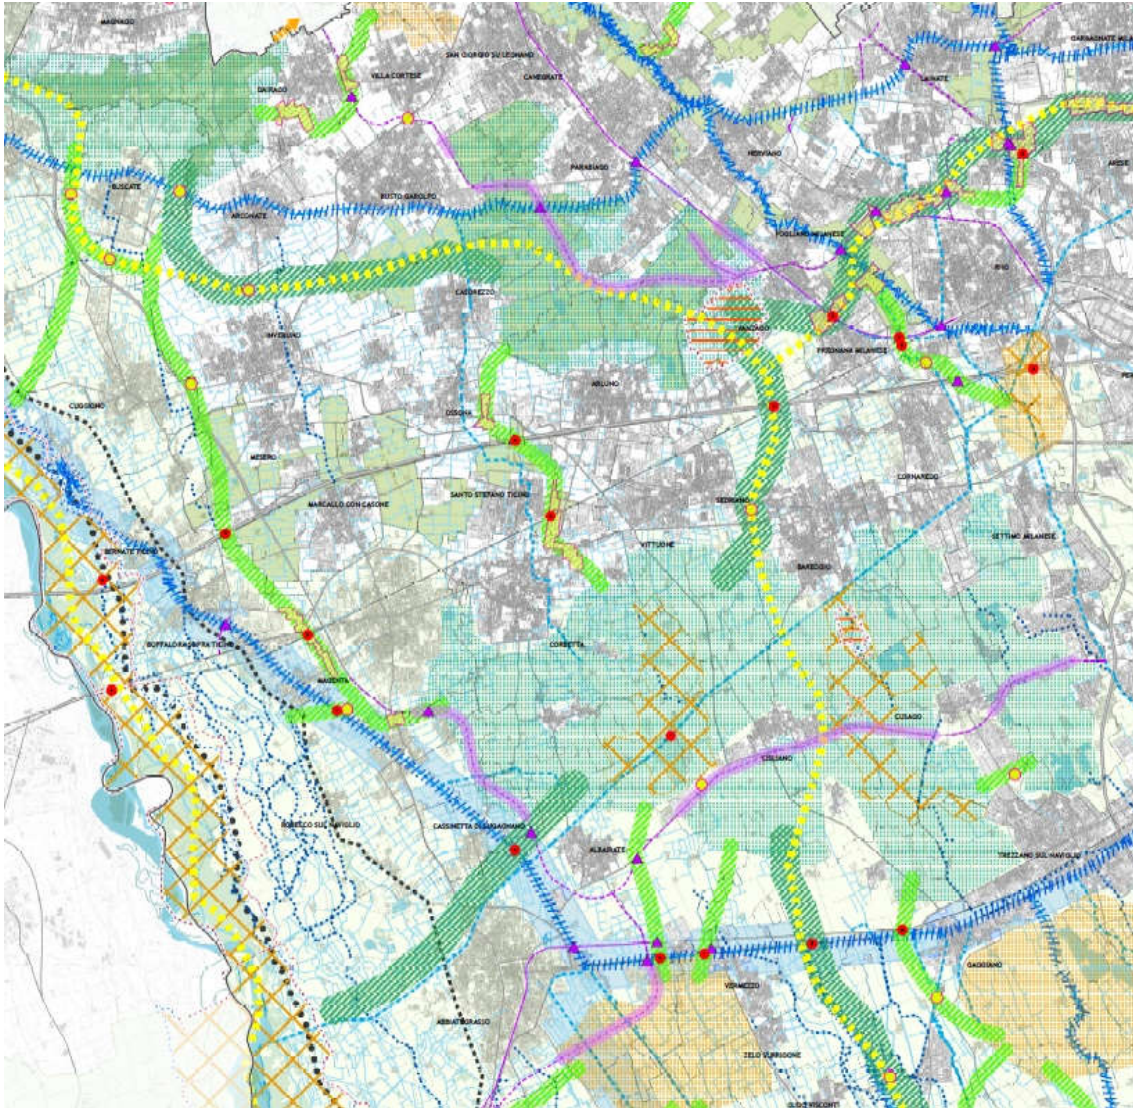 MAGNAGO
SAN GIORGIO SU LEGNANO
GARBAGNATE MILA
VILLA CORTESE
CANEGRATE
LAINATE
DAIRAGO
NERVIANO
PARABIAGO
ARESE
BUSCATE
BUSTO GAROLFO
ARCONATE
POGLIANO MILANESE
RHO
CASOREZZO
INVERUNO
VANZAGO
PREGNANA MILANESE
PER
ARLUNO
CUGGIONO
OSSONA
MESERO
CORNAREDO
SANTO STEFANO TICINO
SEDRIANO
MARCALLO CON CASONE
SETTIMO MILANESE
VITTUONE
BERNATE TICINO
BAREGGIO
BUFFALORA SOPRA TICINO
CORBETTA
MAGENTA
CUSAGO
CISLIANO
ROBECCO SUL NAVIGLIO
CASSINETTA DI LUGAGNANO
ALBAIRATE
TREZZANO SUL NAVIGLIO
GAGGIANO
VERMEZZO
ABBIATEGRASSO
ZELO SURRIGONE